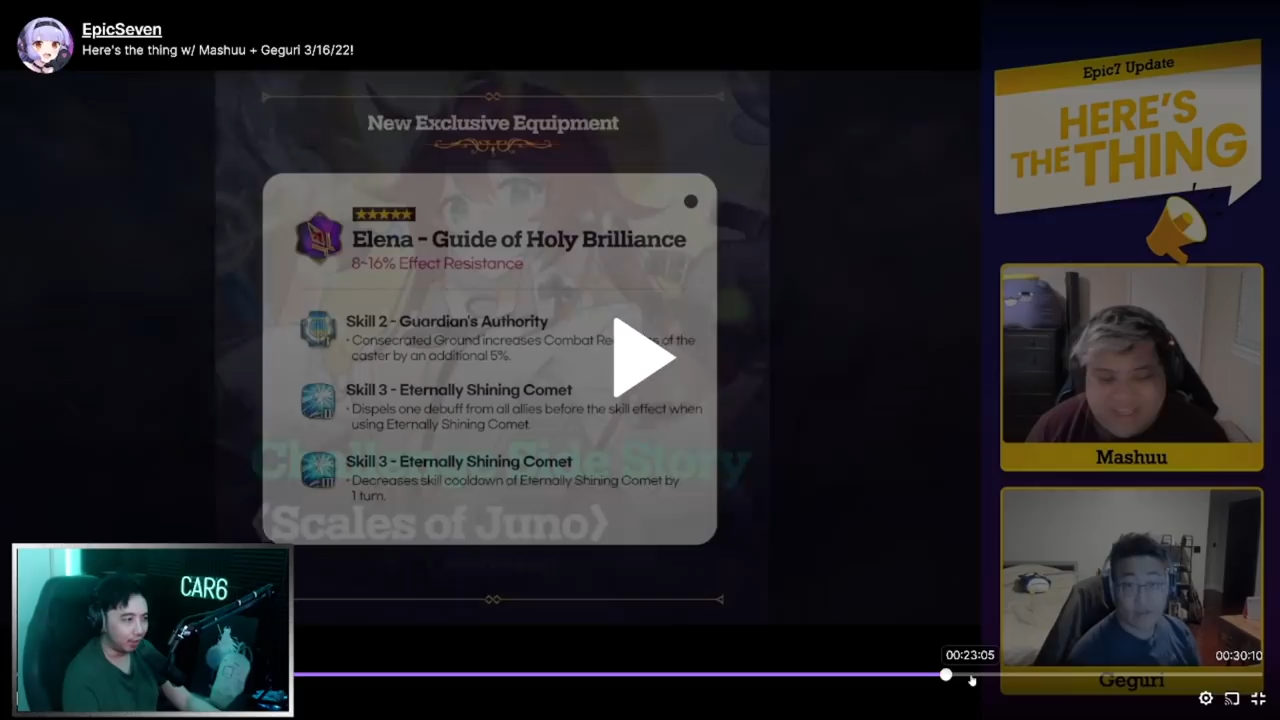 EpicSeven
Here's the thing w/ Mashuu + Geguri 3/16/22!
New Exclusive Equipment
Elena - Guide of Holy Brilliance
8~16% Effect Resistance
Skill 2 - Guardian's Authority
· Consecrated Ground increases Combat of the
caster by an additional 5%.
Skill 3 - Eternally Shining Comet
· Dispels one debuff from all allies before the skill effect when
using Eternally Shining Comet.
Skill 3 - Eternally Shining Comet
· Decreases skill cooldown of Eternally Shining Comet by
1 turn.
Side Story
〈Scales of Juno〉
Epic7 Update
HERE'S
THE THING
Mashuu
Geguri
CAR6
00:23:05
00:30:10